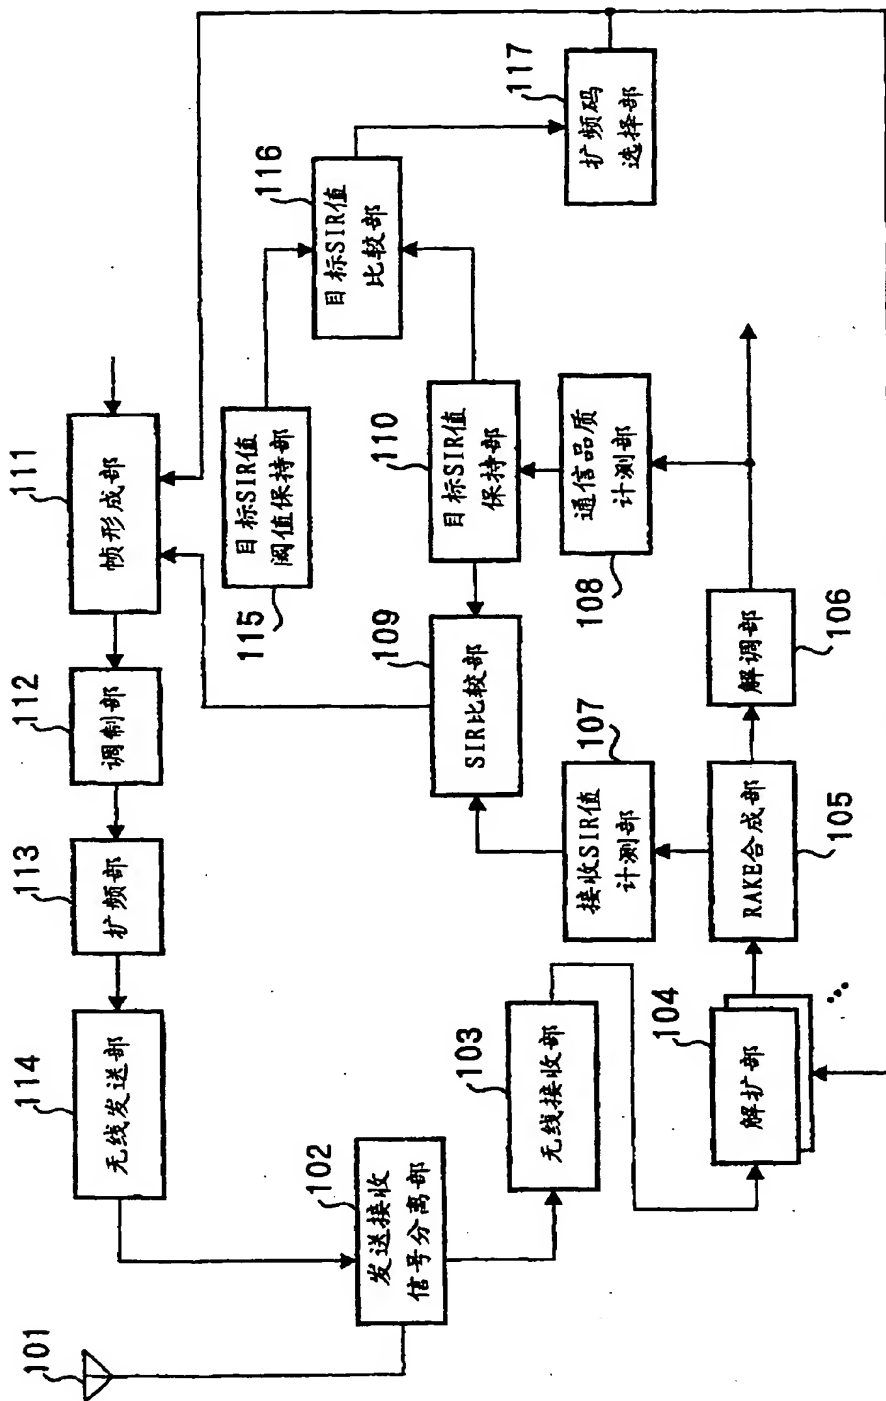 101
发送接收
信号分离部
102
无线接收部
103
解扩部
104
RAKE合成部
105
解调部
106
接收SIR值
计测部
107
通信品质
计测部
108
SIR比较部
109
目标SIR值
保持部
110
帧形成部
111
调制部
112
扩频部
113
无线发送部
114
目标SIR值
阈值保持部
115
目标SIR值
比较部
116
扩频码
选择部
117